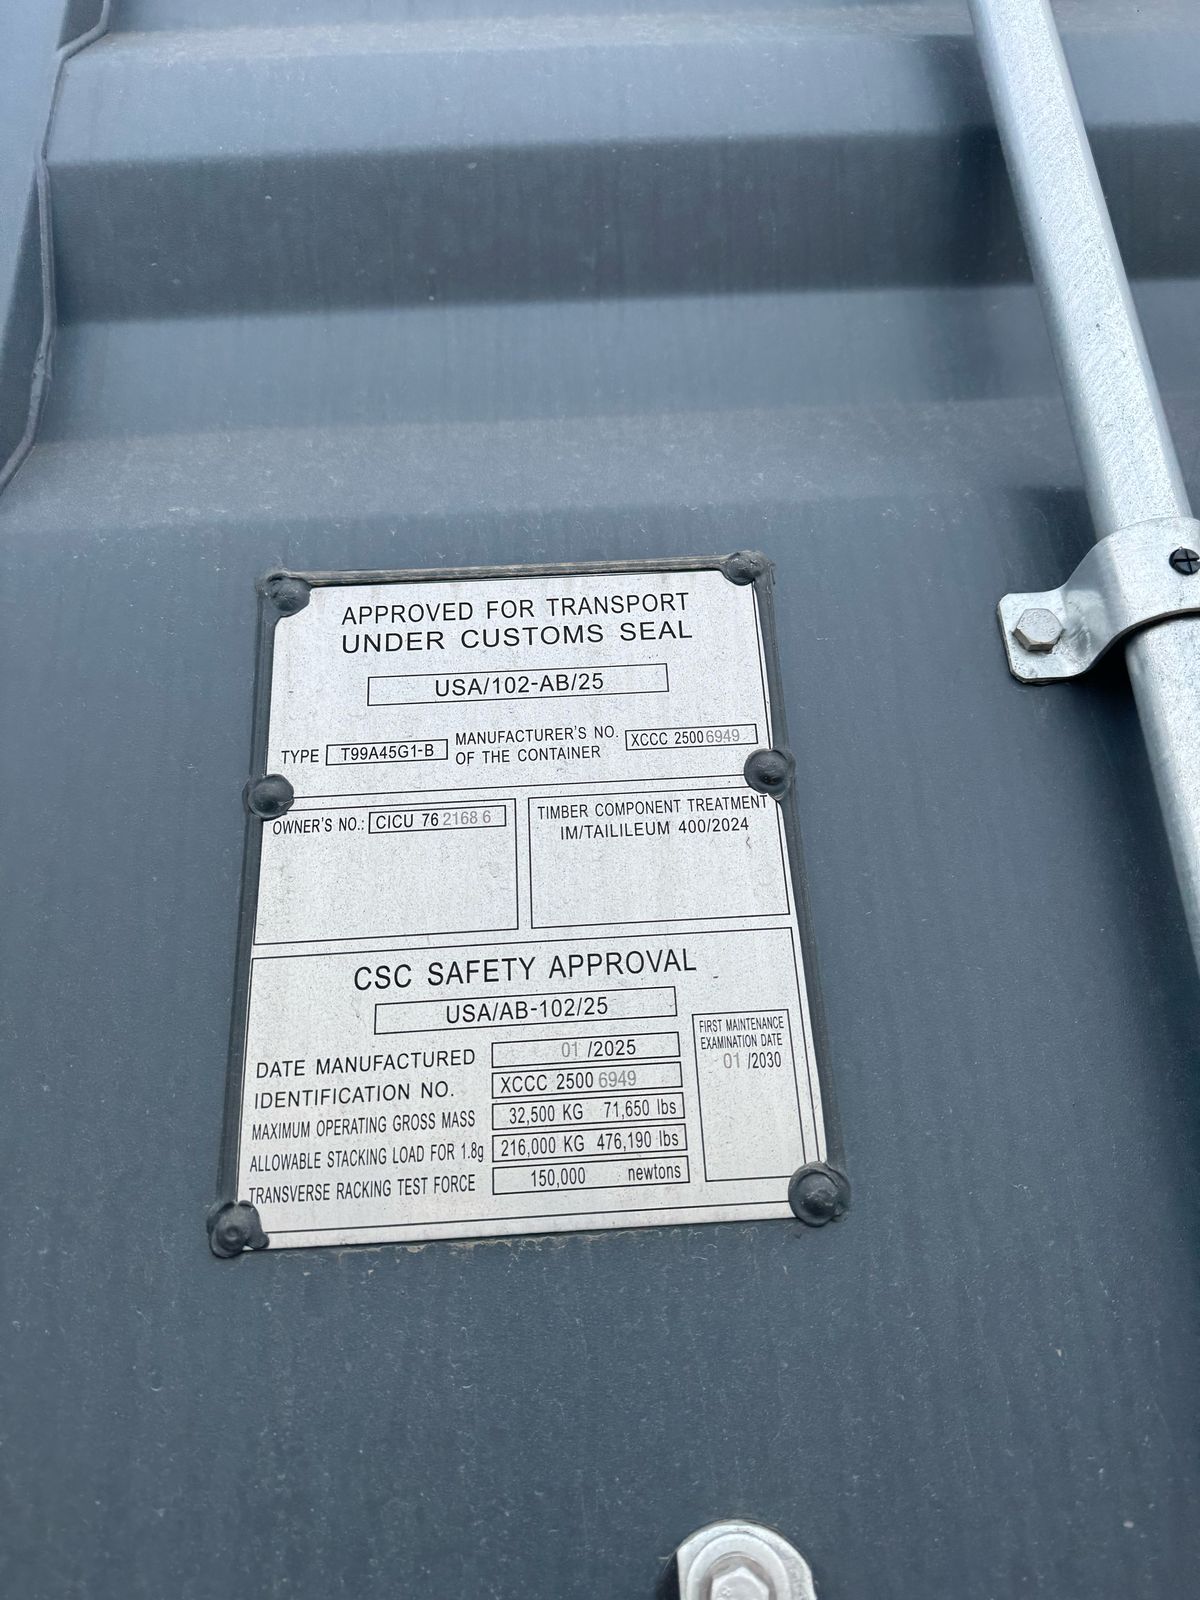 APPROVED FOR TRANSPORT
UNDER CUSTOMS SEAL
USA/102-AB/25
TYPE T99A45G1-B MANUFACTURER'S NO. OF THE CONTAINER XCCC 25006949
OWNER'S NO.: CICU 76 2168 6
TIMBER COMPONENT TREATMENT
IM/TAILILEUM 400/2024
CSC SAFETY APPROVAL
USA/AB-102/25
DATE MANUFACTURED 01 /2025
IDENTIFICATION NO. XCCC 2500 6949
MAXIMUM OPERATING GROSS MASS 32,500 KG 71,650 lbs
ALLOWABLE STACKING LOAD FOR 1.8g 216,000 KG 476,190 lbs
TRANSVERSE RACKING TEST FORCE 150,000 newtons
FIRST MAINTENANCE
EXAMINATION DATE
01 /2030